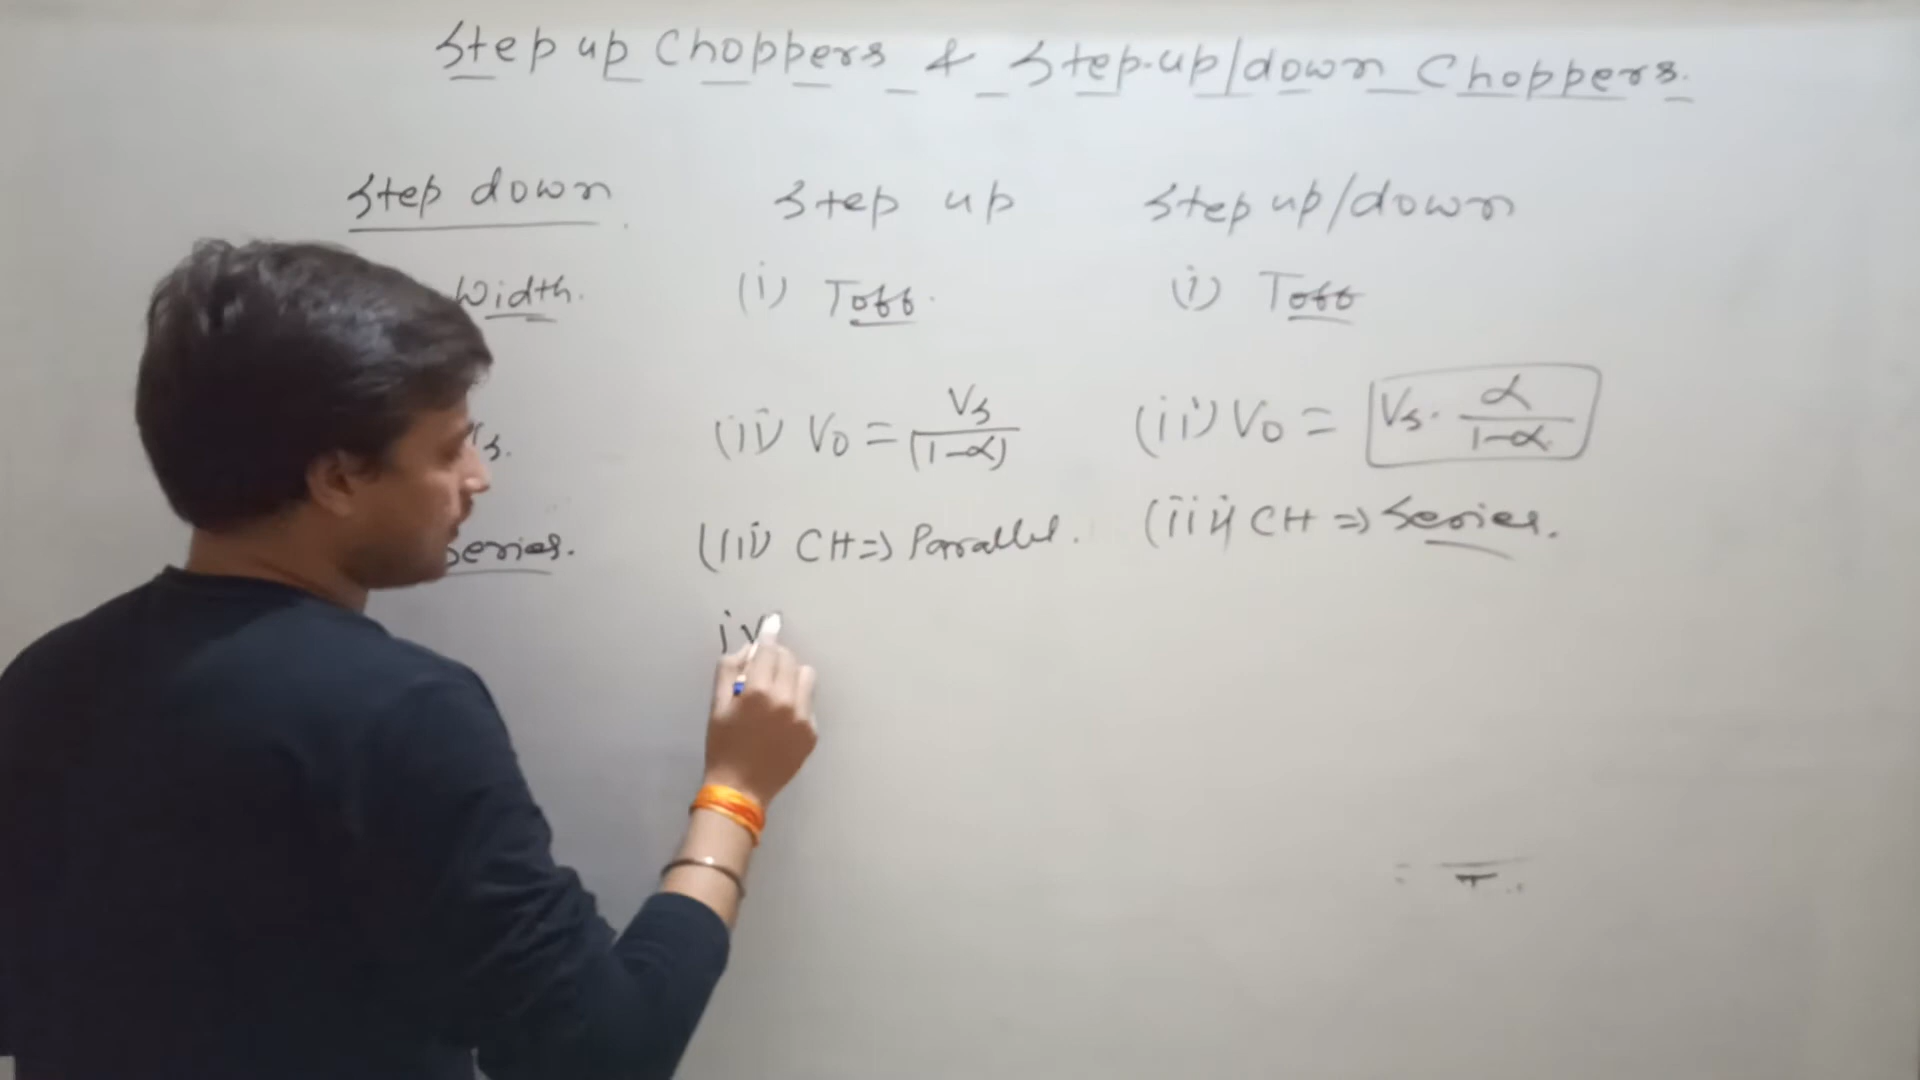 Step up Choppers & Step-up/down Choppers.
Step down Step up Step up/down
Width. (i) Toff. (i) Toff
s. (ii) V0 = Vs/(1-α) (ii) V0 = Vs. α/1-α
Series. (iii) CH => Parallel. (iii) CH => Series.
iv
= T